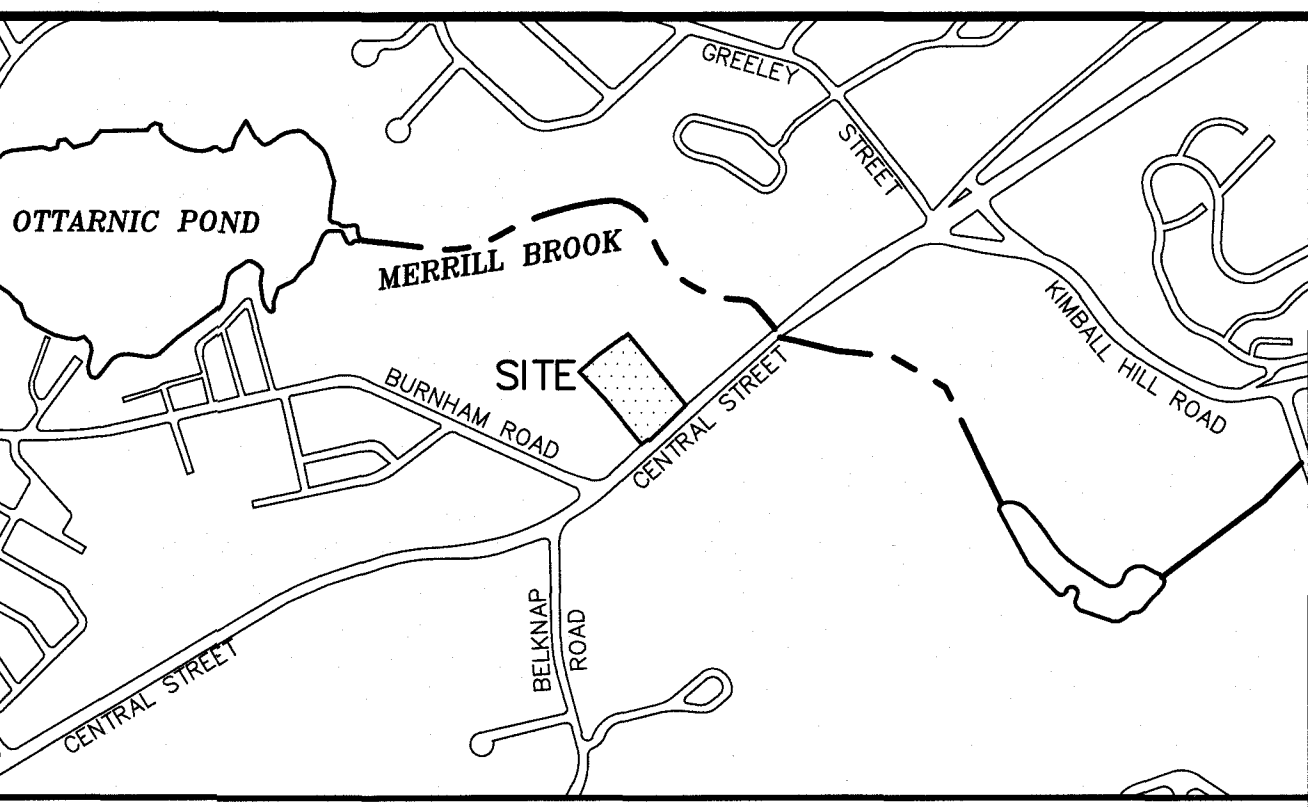 GREELEY
STREET
OTTARNIC POND
MERRILL BROOK
KIMBALL HILL ROAD
SITE
BURNHAM ROAD
CENTRAL STREET
BELKNAP
ROAD
CENTRAL STREET